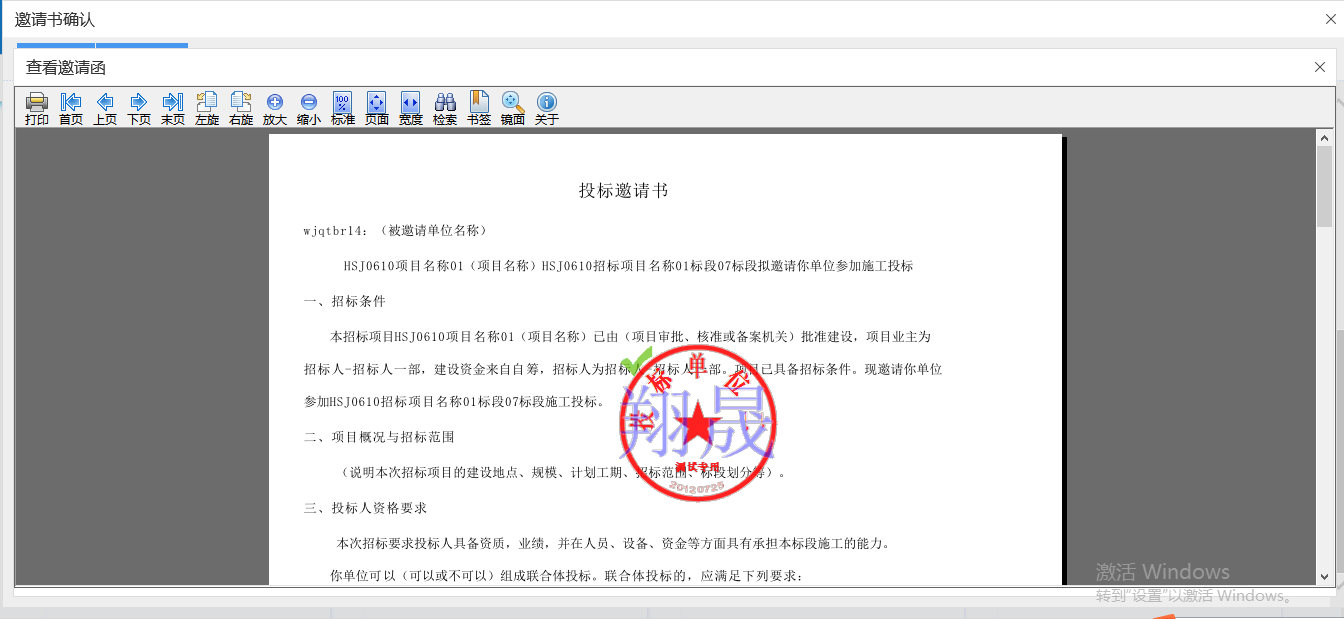 邀请书确认
查看邀请函
打印 首页 上页 下页 末页 左旋 右旋 放大 缩小 标准 页面 宽度 检索 书签 镜面 关于
投标邀请书
wjqtbr14：（被邀请单位名称）
HSJ0610项目名称01（项目名称）HSJ0610招标项目名称01标段07标段拟邀请你单位参加施工投标
一、招标条件
本招标项目HSJ0610项目名称01（项目名称）已由（项目审批、核准或备案机关）批准建设，项目业主为
招标人-招标人一部，建设资金来自自筹，招标人为招标人-招标人一部。项目已具备招标条件。现邀请你单位
参加HSJ0610招标项目名称01标段07标段施工投标。
二、项目概况与招标范围
（说明本次招标项目的建设地点、规模、计划工期、招标范围、标段划分等）。
三、投标人资格要求
本次招标要求投标人具备资质，业绩，并在人员、设备、资金等方面具有承担本标段施工的能力。
你单位可以（可以或不可以）组成联合体投标。联合体投标的，应满足下列要求：
投标单位
翔晟
测试专用
20120725
激活 Windows
转到"设置"以激活 Windows。